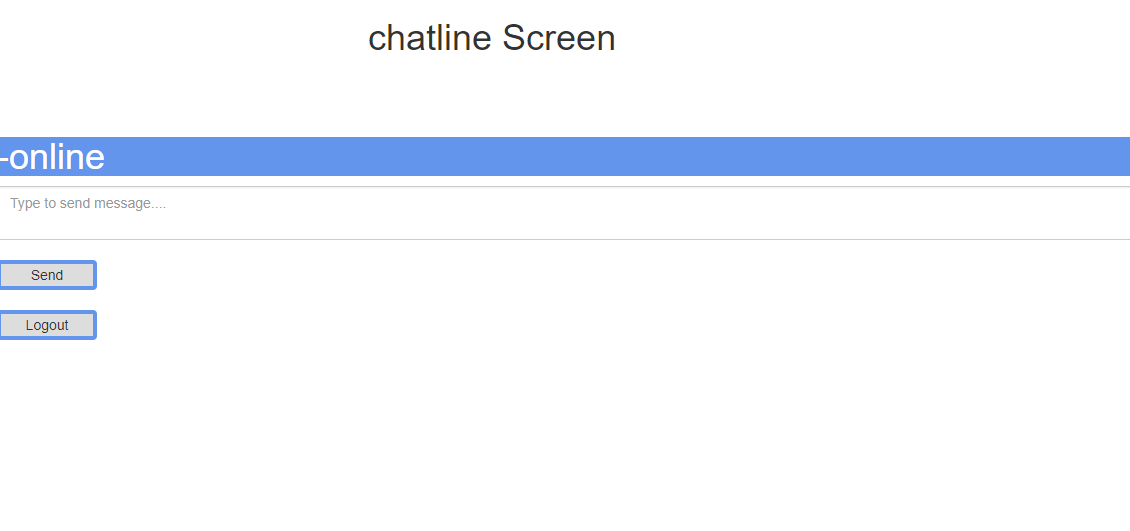 chatline Screen
-online
Type to send message....
Send
Logout